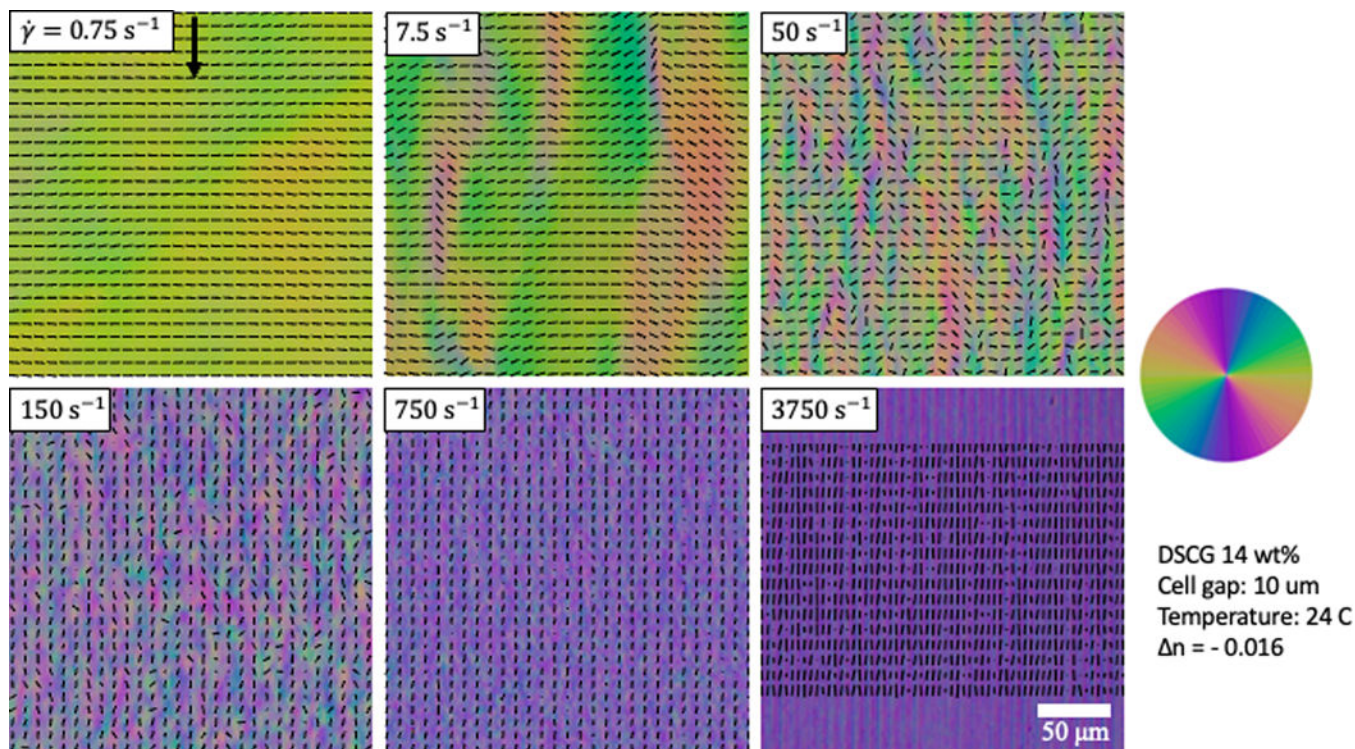 γ̇ = 0.75 s⁻¹
7.5 s⁻¹
50 s⁻¹
150 s⁻¹
750 s⁻¹
3750 s⁻¹
50 μm
DSCG 14 wt%
Cell gap: 10 um
Temperature: 24 C
Δn = - 0.016